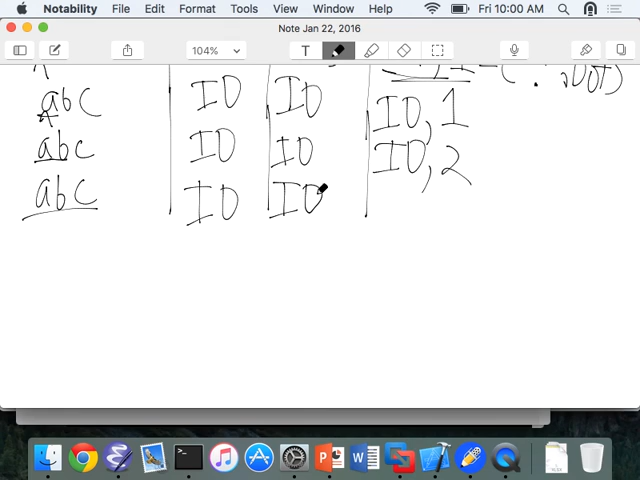 Notability File Edit Format View Window Help Fri 10:00 AM
Note Jan 22, 2016
104% T
abc ID ID ID, 1
abc ID ID ID, 2
abc ID ID